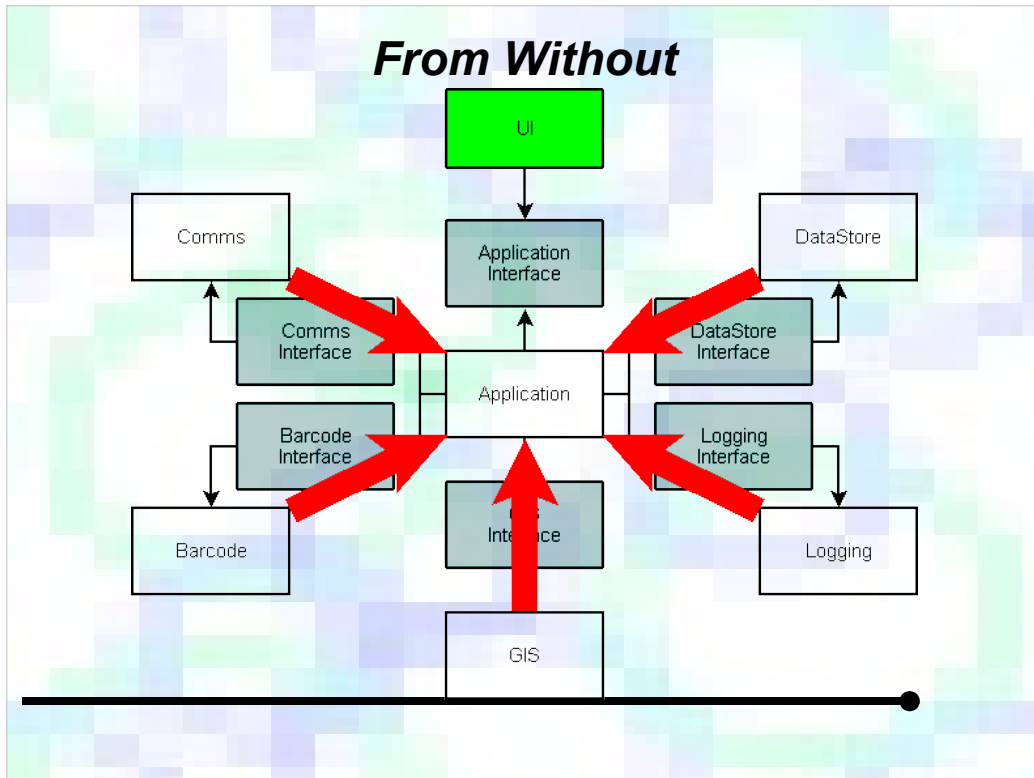 From Without
UI
Comms
Application
Interface
DataStore
Comms
Interface
DataStore
Interface
Application
Barcode
Interface
Logging
Interface
Barcode
Interface
Logging
GIS